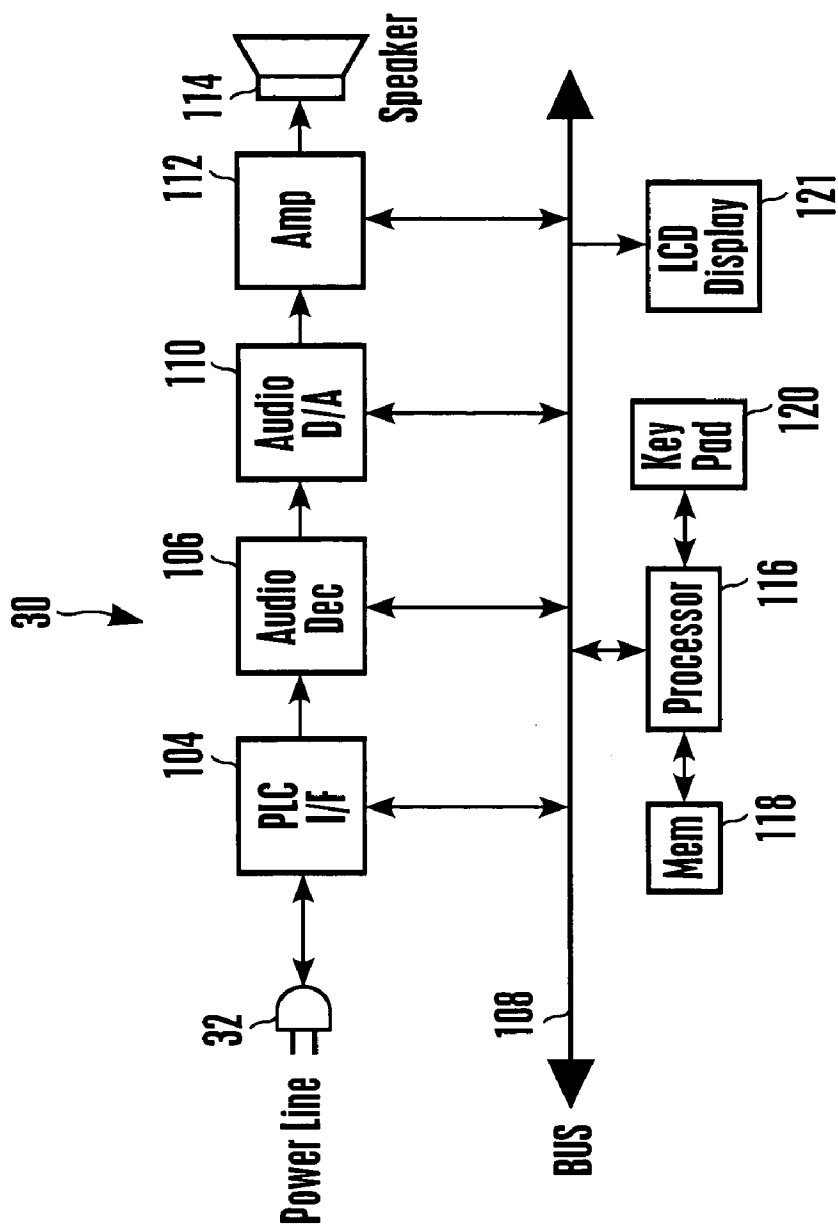 30
104
106
110
112
114
32
PLC
I/F
Audio
Dec
Audio
D/A
Amp
Speaker
Power Line
108
BUS
Mem
118
Processor
116
Key
Pad
120
LCD
Display
121